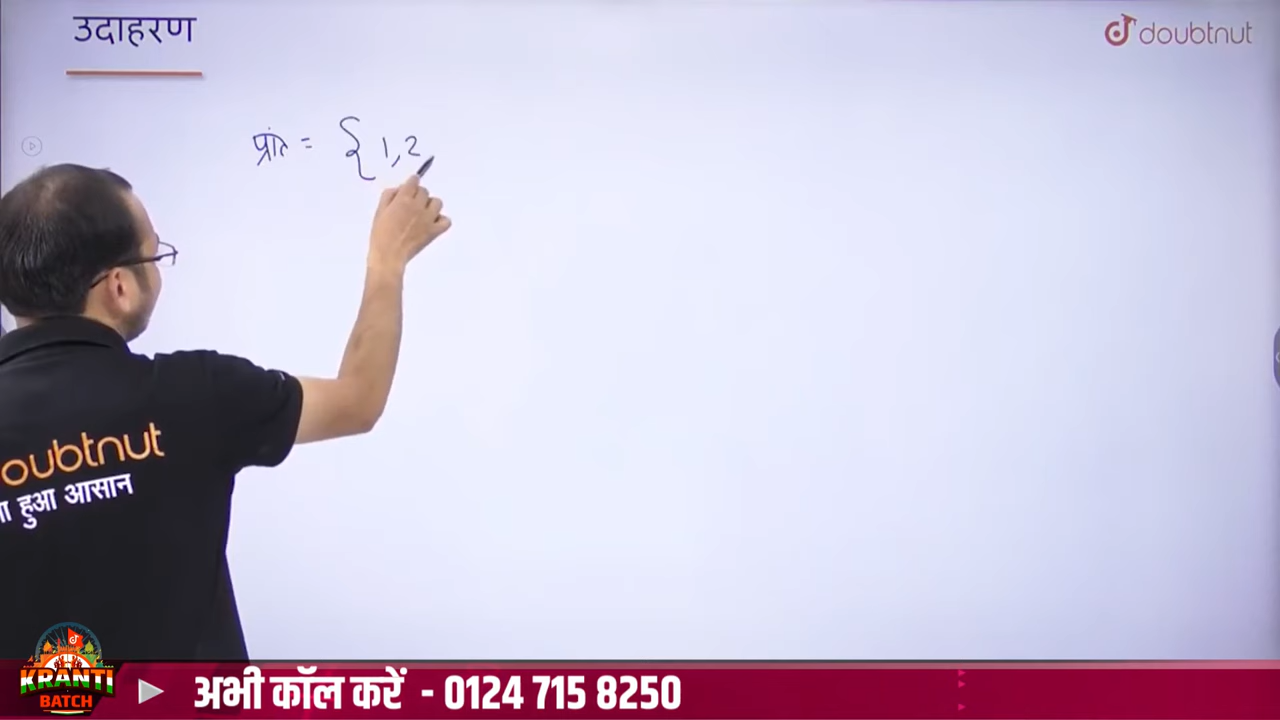 उदाहरण
doubtnut
प्रांत = { 1, 2
oubtnut
ा हुआ आसान
KRANTI
BATCH
अभी कॉल करें - 0124 715 8250